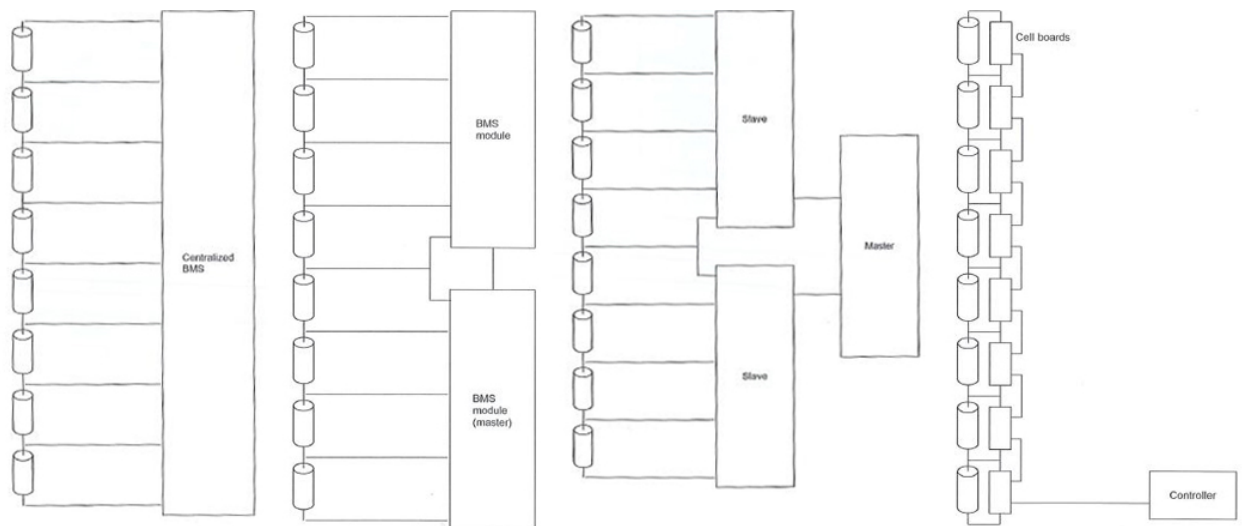 Centralized
BMS
BMS
module
BMS
module
(master)
Slave
Slave
Master
Cell boards
Controller